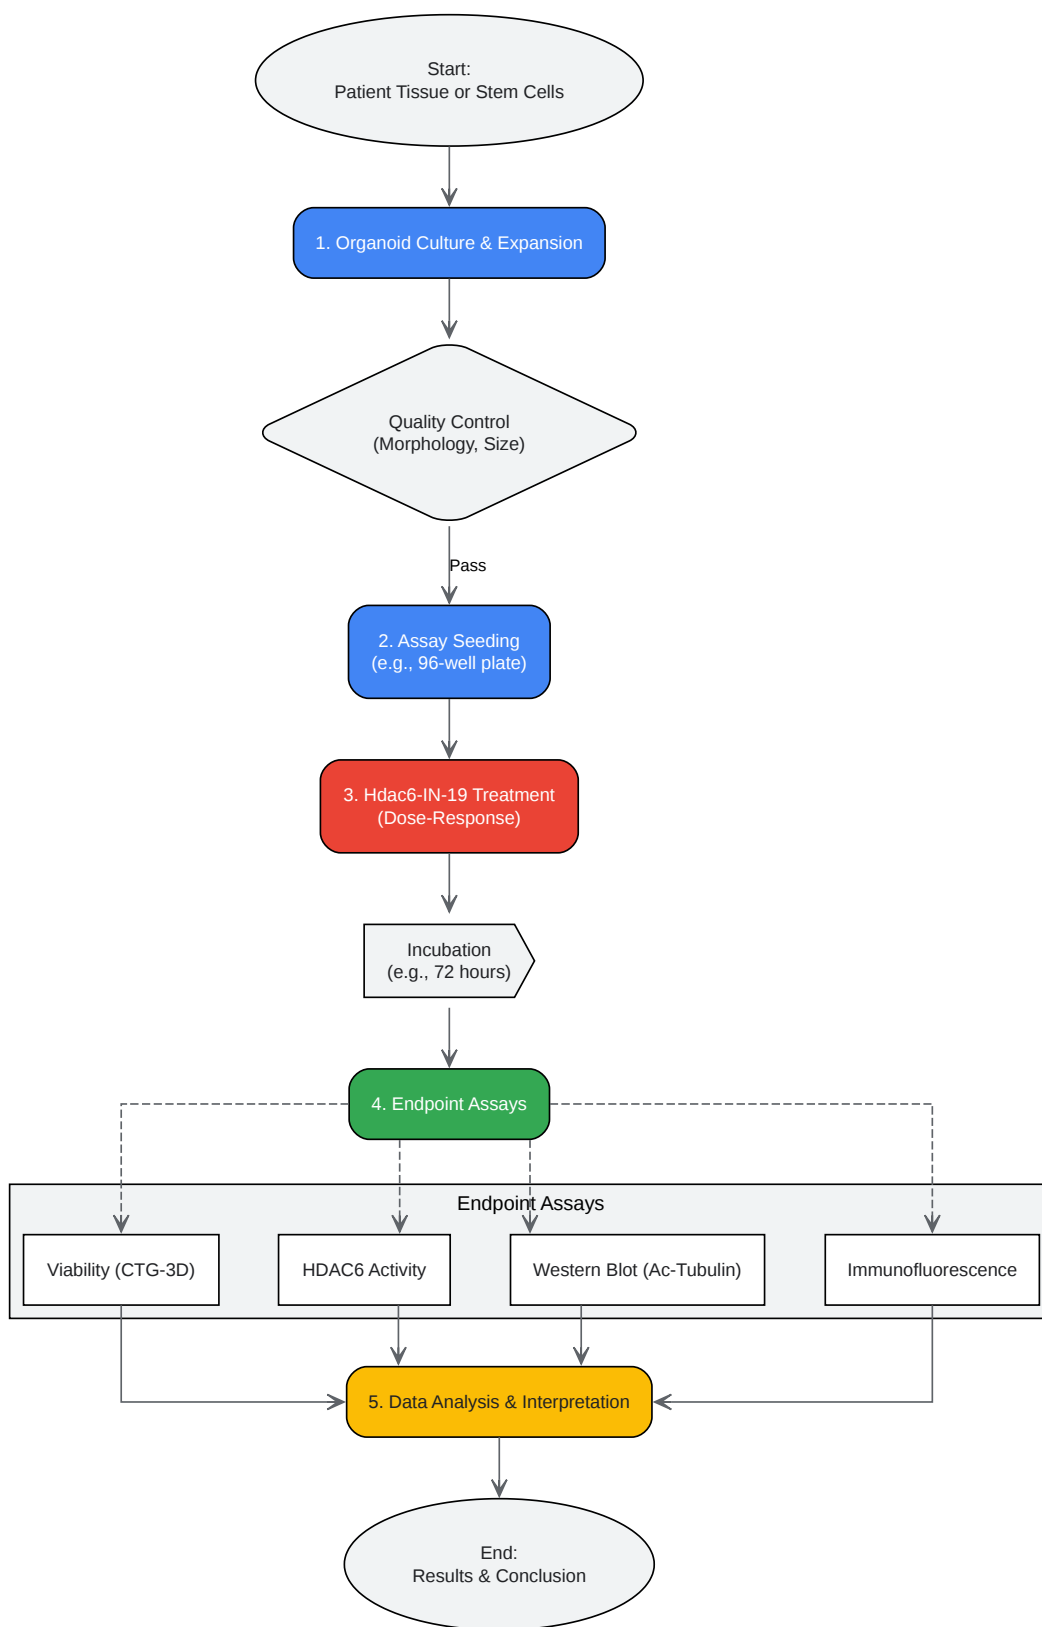 Start:
Patient Tissue or Stem Cells
1. Organoid Culture & Expansion
Quality Control
(Morphology, Size)
Pass
2. Assay Seeding
(e.g., 96-well plate)
3. Hdac6-IN-19 Treatment
(Dose-Response)
Incubation
(e.g., 72 hours)
4. Endpoint Assays
Endpoint Assays
Viability (CTG-3D)
HDAC6 Activity
Western Blot (Ac-Tubulin)
Immunofluorescence
5. Data Analysis & Interpretation
End:
Results & Conclusion